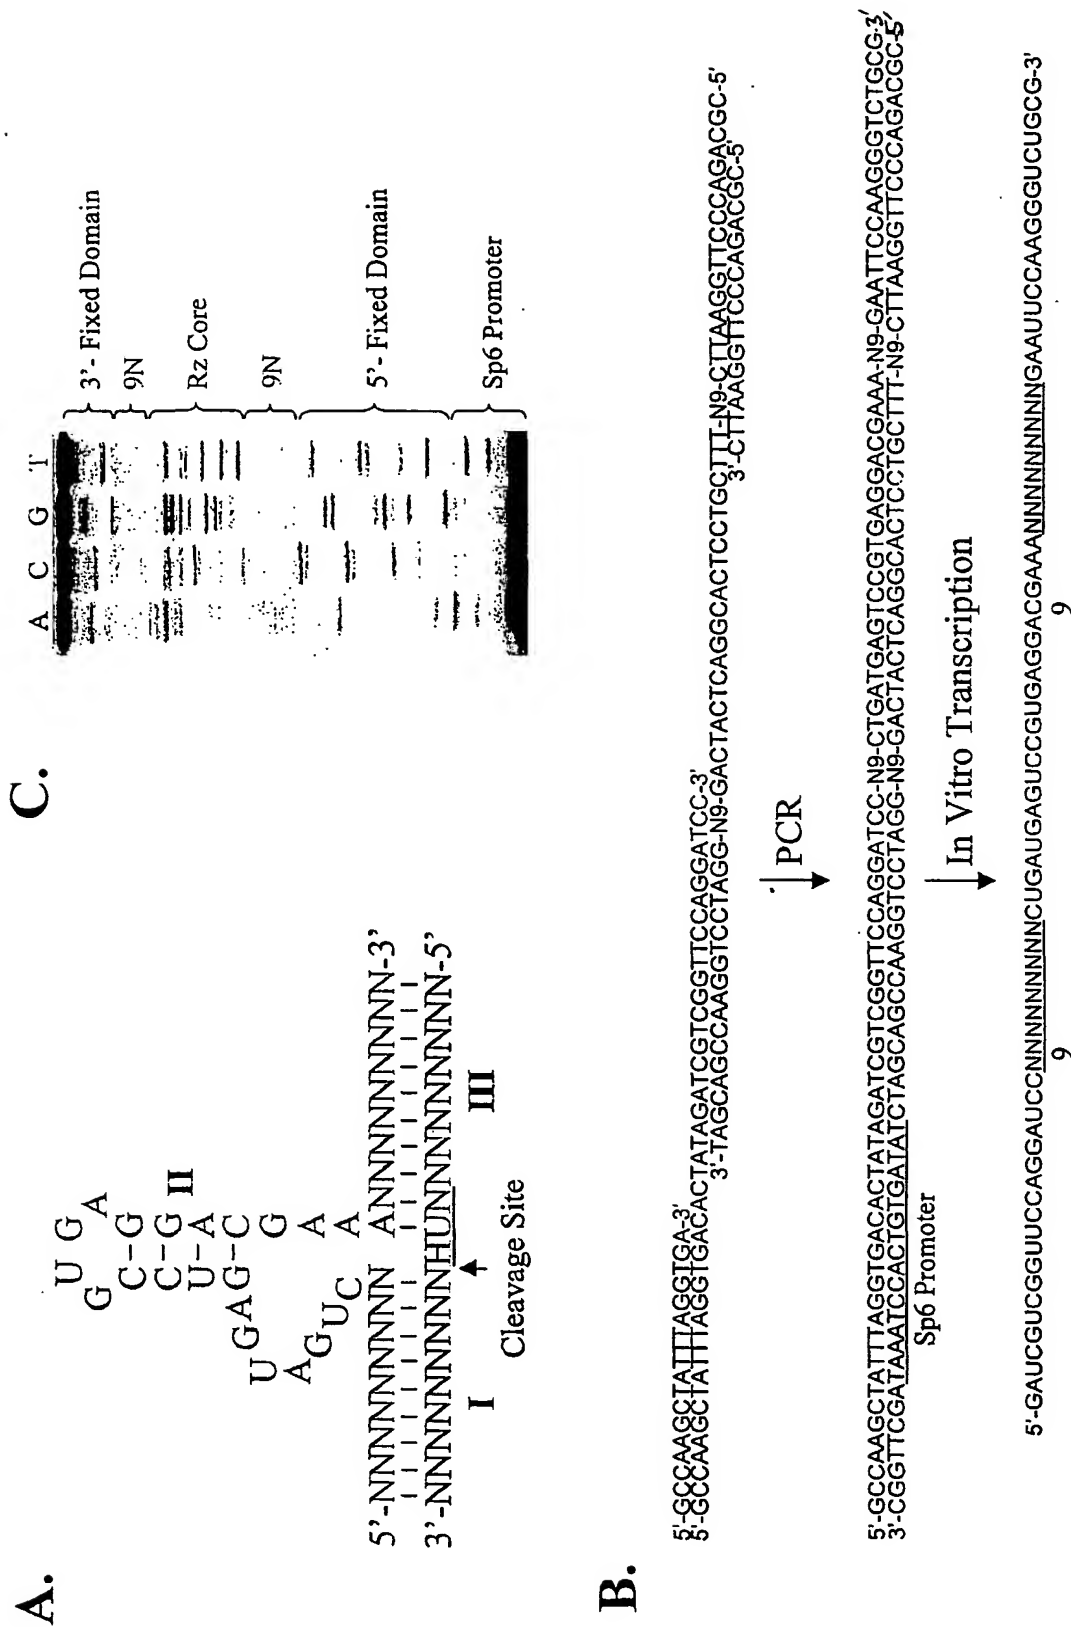 A.
U G
G A
C-G
C-G II
U-A
G-C
U G A G
A G U C A A
5'-NNNNNNNNN ANNNNNNNNN-3'
3'-NNNNNNNNNHUNNNNNNNNN-5'
I III
Cleavage Site
C.
A C G T
3'- Fixed Domain
9N
Rz Core
9N
5'- Fixed Domain
Sp6 Promoter
B.
5'-GCCAAGCTATTTAGGTGA-3'
5'-GCCAAGCTATTTAGGTGACACTATAGATCGTCGGTTCCAGGATCC-3'
3'-TAGCAGCCAAGGTCCTAGG-N9-GACTACTCAGGCACTCCTGCTTT-N9-CTTAAGGTTCCCAGACGC-5'
3'-CTTAAGGTTCCCAGACGC-5'
PCR
5'-GCCAAGCTATTTAGGTGACACTATAGATCGTCGGTTCCAGGATCC-N9-CTGATGAGTCCGTGAGGACGAAA-N9-GAATTCCAAGGGTCTGCG-3'
3'-CGGTTCGATAAATCCACTGTGATATCTAGCAGCCAAGGTCCTAGG-N9-GACTACTCAGGCACTCCTGCTTT-N9-CTTAAGGTTCCCAGACGC-5'
Sp6 Promoter
In Vitro Transcription
5'-GAUCGUCGGUUCCAGGAUCCNNNNNNNNNCUGAUGAGUCCGUGAGGACGAAANNNNNNNNNGAAUUCCAAGGGUCUGCG-3'
9 9